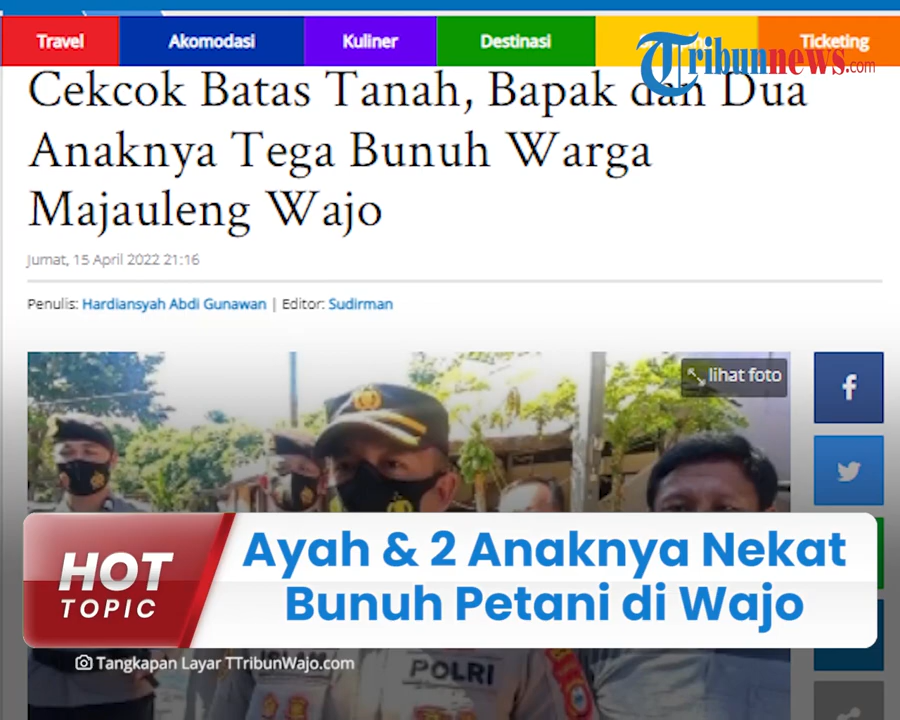 Travel
Akomodasi
Kuliner
Destinasi
Ticketing
Tribunnews.com
Cekcok Batas Tanah, Bapak dan Dua
Anaknya Tega Bunuh Warga
Majauleng Wajo
Jumat, 15 April 2022 21:16
Penulis: Hardiansyah Abdi Gunawan | Editor: Sudirman
lihat foto
HOT
TOPIC
Ayah & 2 Anaknya Nekat
Bunuh Petani di Wajo
Tangkapan Layar TTribunWajo.com
ISLAM
POLRI